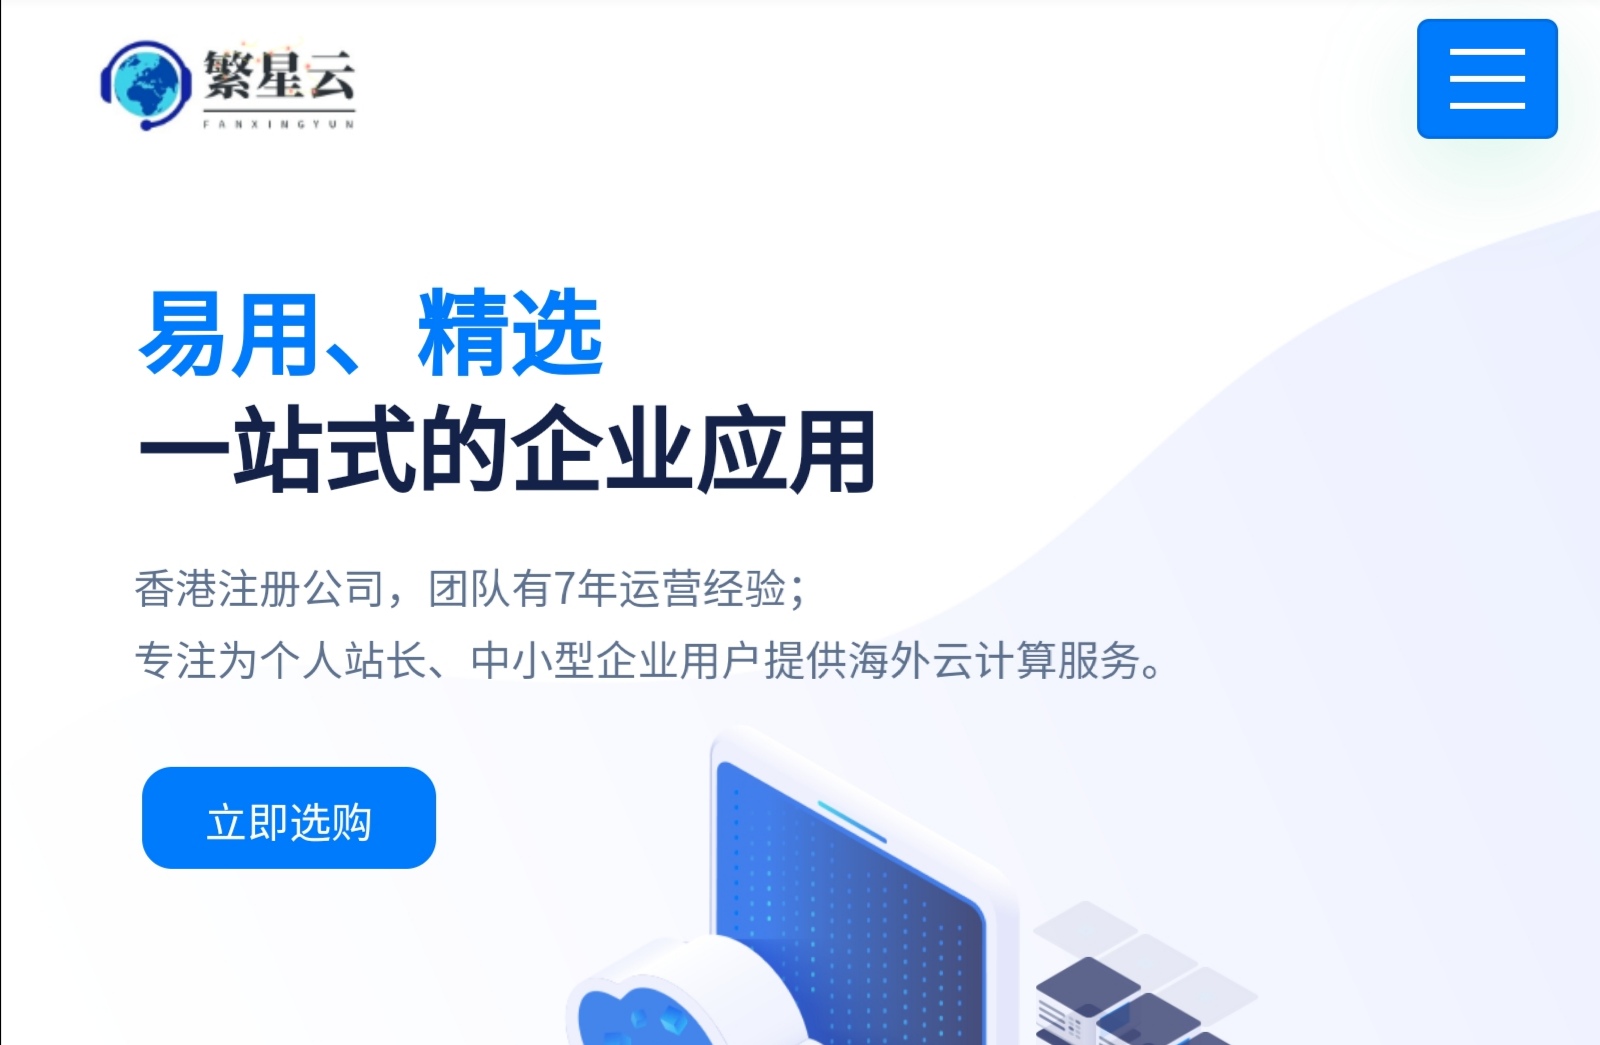 繁星云
FANXINGYUN
易用、精选
一站式的企业应用
香港注册公司，团队有7年运营经验；
专注为个人站长、中小型企业用户提供海外云计算服务。
立即选购